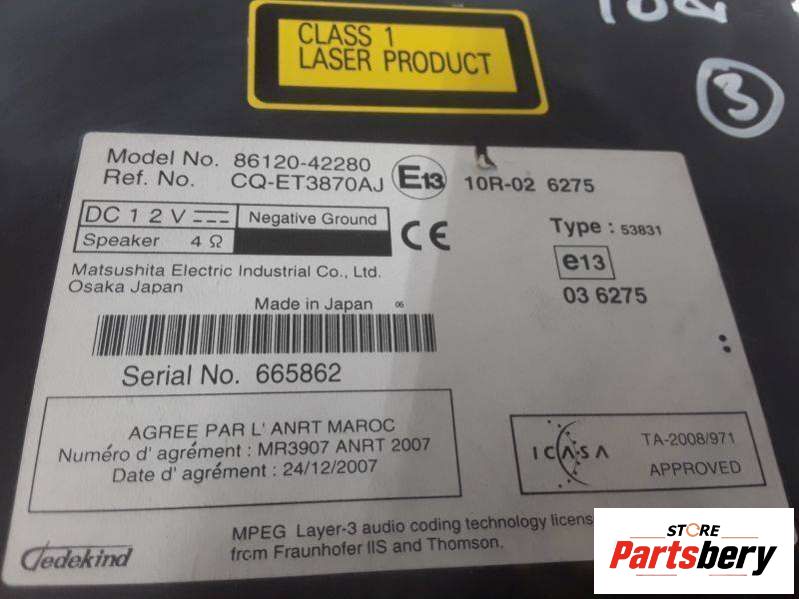 CLASS 1
LASER PRODUCT
3
Model No. 86120-42280
Ref. No. CQ-ET3870AJ
E13
10R-02 6275
DC 12V
Negative Ground
Speaker 4 Ω
CE
Type : 53831
e13
03 6275
Matsushita Electric Industrial Co., Ltd.
Osaka Japan
Made in Japan 06
Serial No. 665862
AGREE PAR L' ANRT MAROC
Numéro d' agrément : MR3907 ANRT 2007
Date d' agrément : 24/12/2007
ICASA
TA-2008/971
APPROVED
MPEG Layer-3 audio coding technology licens
from Fraunhofer IIS and Thomson.
STORE
Partsbery